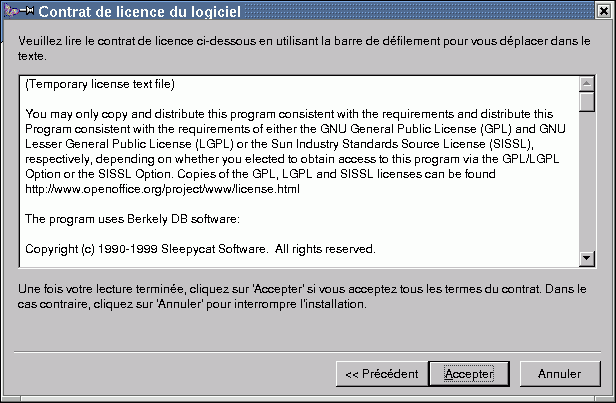 Contrat de licence du logiciel
Veuillez lire le contrat de licence ci-dessous en utilisant la barre de défilement pour vous déplacer dans le
texte.
(Temporary license text file)
You may only copy and distribute this program consistent with the requirements and distribute this
Program consistent with the requirements of either the GNU General Public License (GPL) and GNU
Lesser General Public License (LGPL) or the Sun Industry Standards Source License (SISSL),
respectively, depending on whether you elected to obtain access to this program via the GPL/LGPL
Option or the SISSL Option. Copies of the GPL, LGPL and SISSL licenses can be found
http://www.openoffice.org/project/www/license.html
The program uses Berkely DB software:
Copyright (c) 1990-1999 Sleepycat Software.  All rights reserved.
Une fois votre lecture terminée, cliquez sur 'Accepter' si vous acceptez tous les termes du contrat. Dans le
cas contraire, cliquez sur 'Annuler' pour interrompre l'installation.
<< Précédent Accepter Annuler